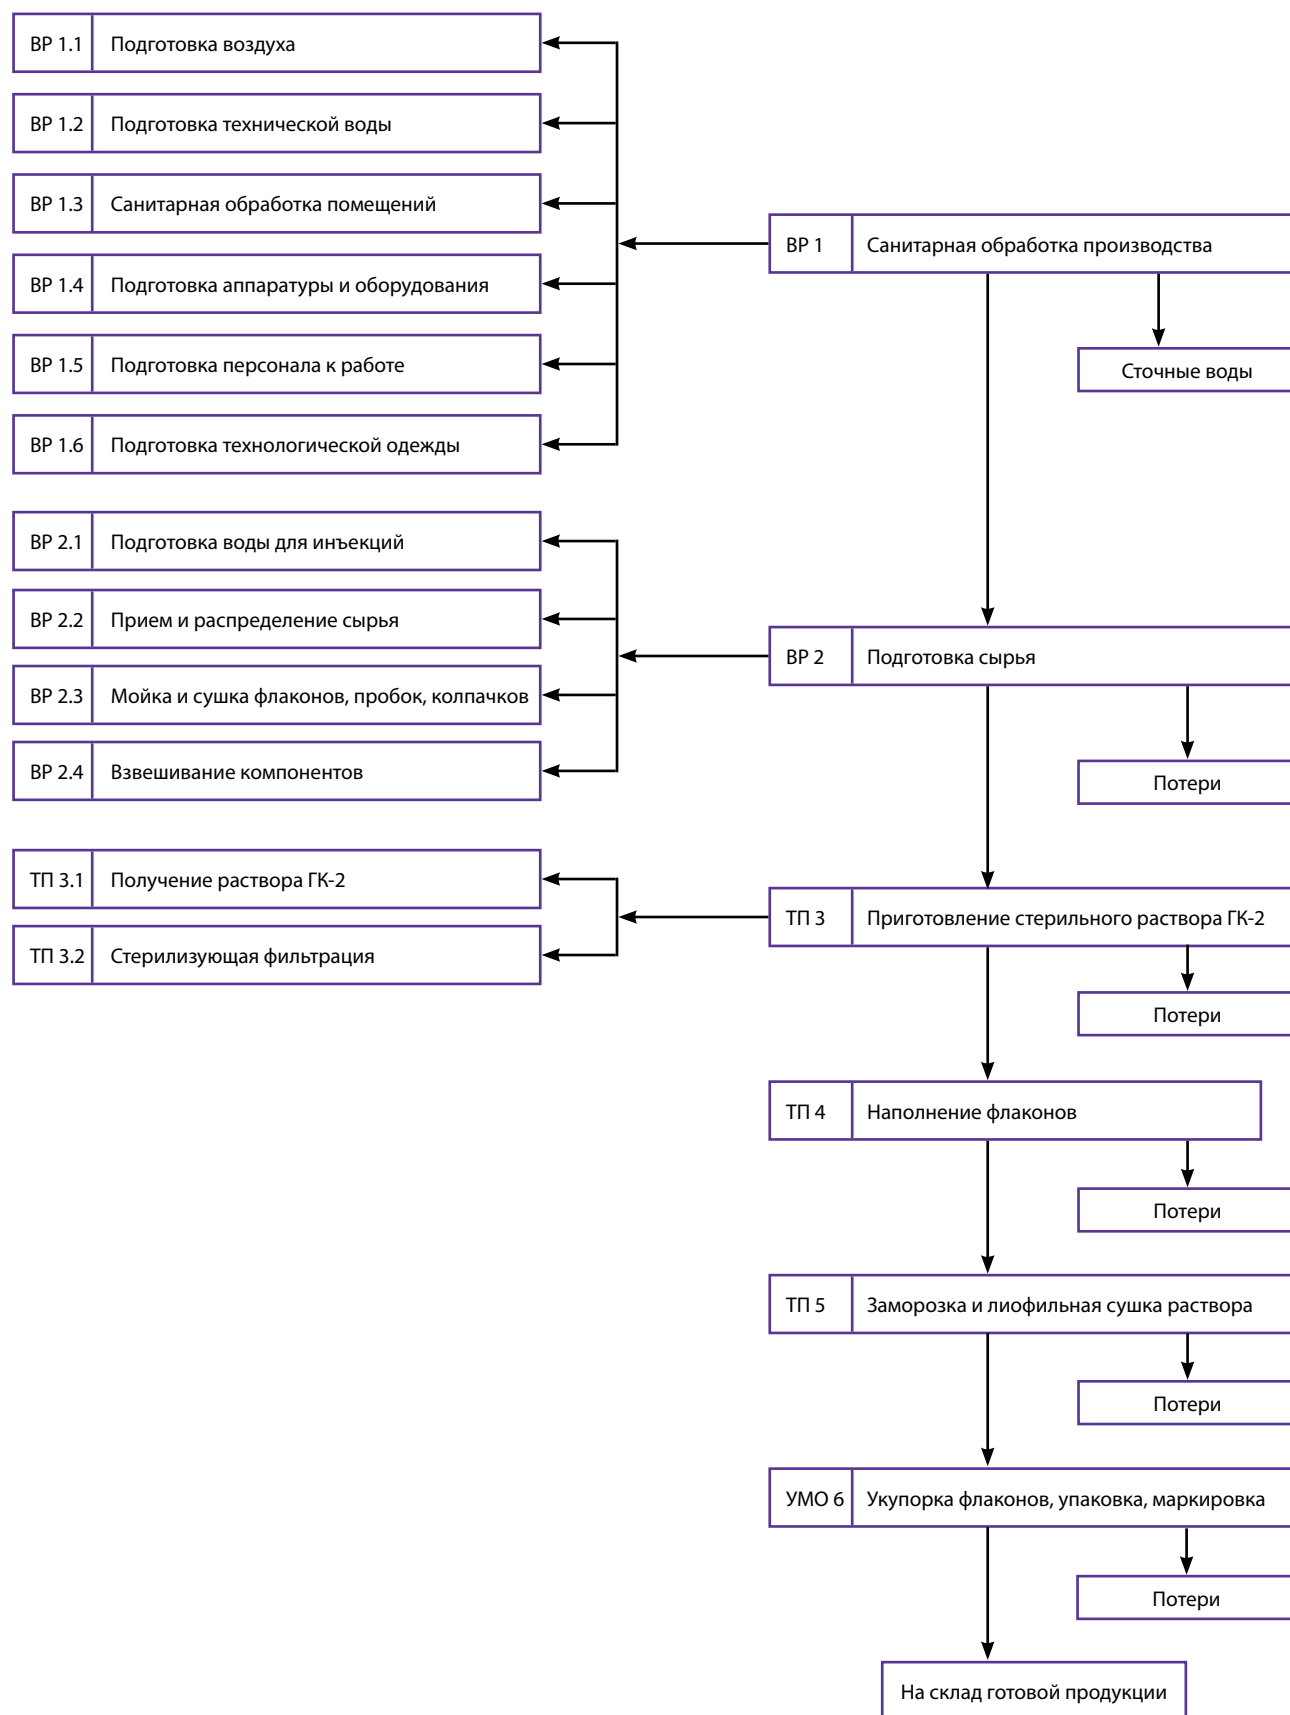 ВР 1.1 Подготовка воздуха
ВР 1.2 Подготовка технической воды
ВР 1.3 Санитарная обработка помещений
ВР 1 Санитарная обработка производства
ВР 1.4 Подготовка аппаратуры и оборудования
ВР 1.5 Подготовка персонала к работе
Сточные воды
ВР 1.6 Подготовка технологической одежды
ВР 2.1 Подготовка воды для инъекций
ВР 2.2 Прием и распределение сырья
ВР 2 Подготовка сырья
ВР 2.3 Мойка и сушка флаконов, пробок, колпачков
ВР 2.4 Взвешивание компонентов
Потери
ТП 3.1 Получение раствора ГК-2
ТП 3 Приготовление стерильного раствора ГК-2
ТП 3.2 Стерилизующая фильтрация
Потери
ТП 4 Наполнение флаконов
Потери
ТП 5 Заморозка и лиофильная сушка раствора
Потери
УМО 6 Укупорка флаконов, упаковка, маркировка
Потери
На склад готовой продукции